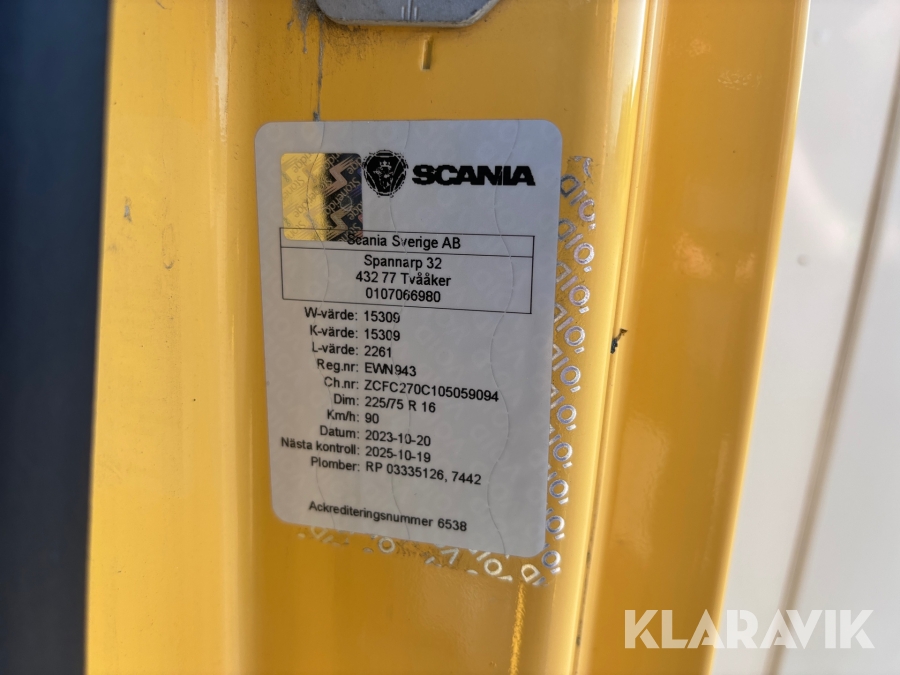 SCANIA
Scania Sverige AB
Spannarp 32
432 77 Tvååker
0107066980
W-värde: 15309
K-värde: 15309
L-värde: 2261
Reg.nr: EWN943
Ch.nr: ZCFC270C105059094
Dim: 225/75 R 16
Km/h: 90
Datum: 2023-10-20
Nästa kontroll: 2025-10-19
Plomber: RP 03335126, 7442
Ackrediteringsnummer 6538
KLARAVIK